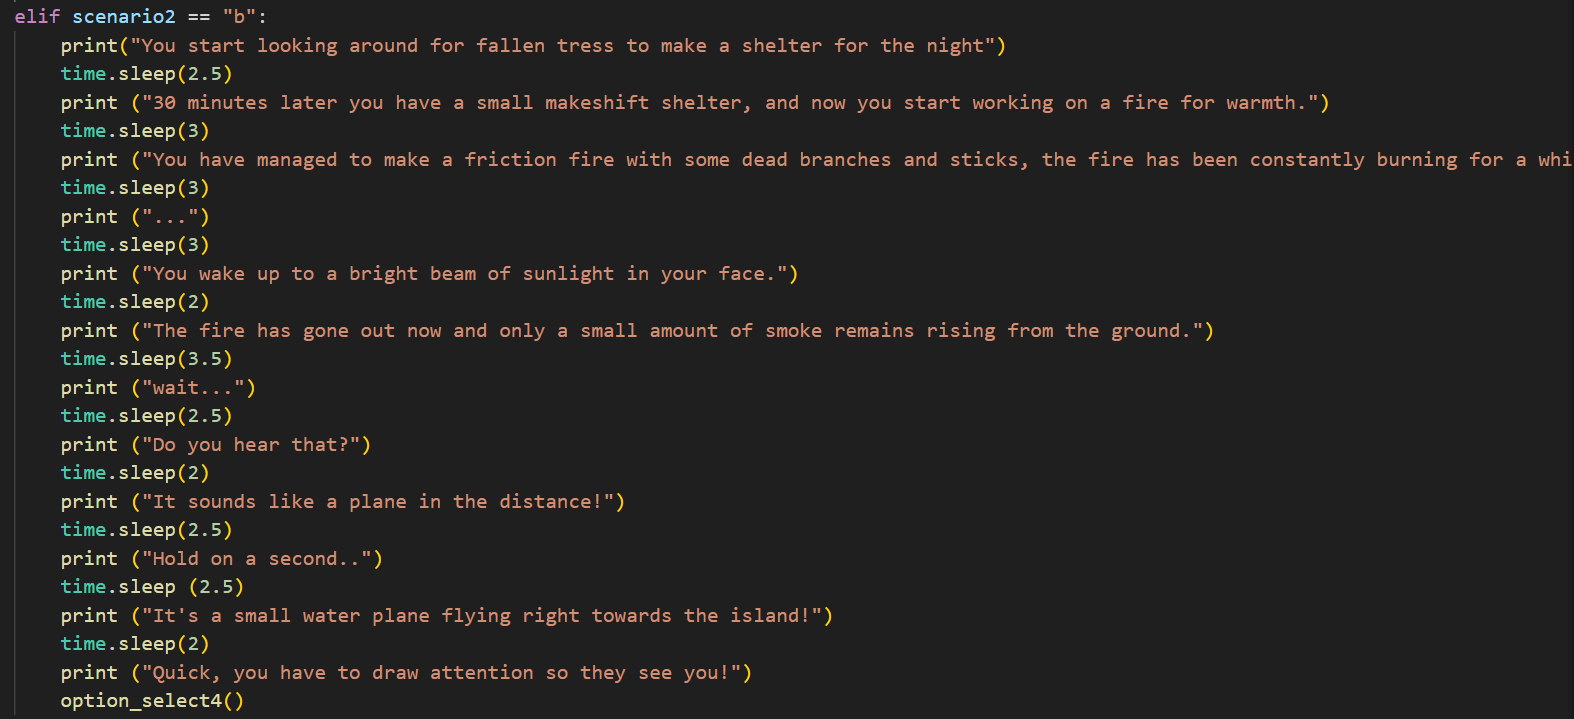 elif scenario2 == "b":
    print("You start looking around for fallen tress to make a shelter for the night")
    time.sleep(2.5)
    print ("30 minutes later you have a small makeshift shelter, and now you start working on a fire for warmth.")
    time.sleep(3)
    print ("You have managed to make a friction fire with some dead branches and sticks, the fire has been constantly burning for a whi
    time.sleep(3)
    print ("...")
    time.sleep(3)
    print ("You wake up to a bright beam of sunlight in your face.")
    time.sleep(2)
    print ("The fire has gone out now and only a small amount of smoke remains rising from the ground.")
    time.sleep(3.5)
    print ("wait...")
    time.sleep(2.5)
    print ("Do you hear that?")
    time.sleep(2)
    print ("It sounds like a plane in the distance!")
    time.sleep(2.5)
    print ("Hold on a second..")
    time.sleep (2.5)
    print ("It's a small water plane flying right towards the island!")
    time.sleep(2)
    print ("Quick, you have to draw attention so they see you!")
    option_select4()